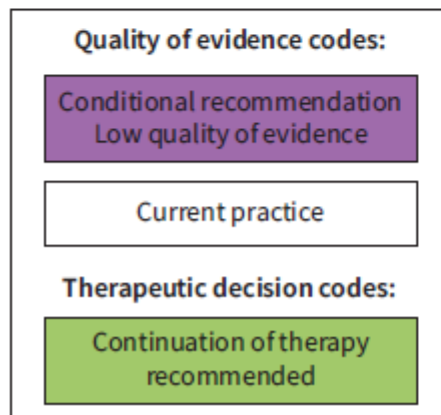 Quality of evidence codes:
Conditional recommendation
Low quality of evidence
Current practice
Therapeutic decision codes:
Continuation of therapy
recommended